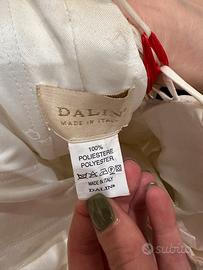 DALIN
MADE IN ITALY
100%
POLIESTERE
POLYESTER
MADE IN ITALY
DALIN
subito